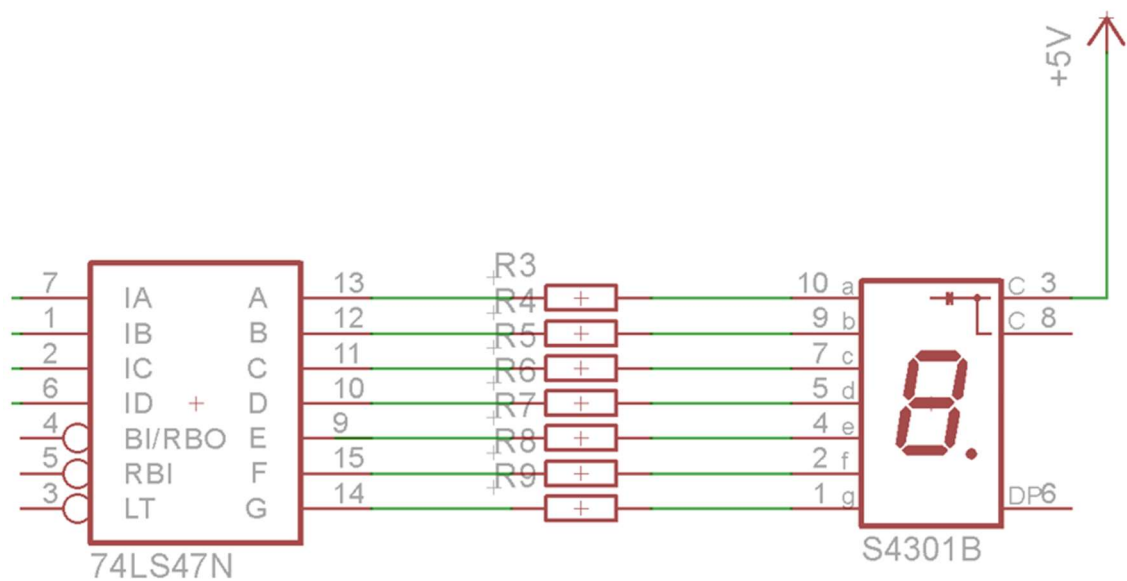 +5V
R3
7 IA A 13 R4 10 a C 3
1 IB B 12 R5 9 b C 8
2 IC C 11 R6 7 c
6 ID D 10 R7 5 d
4 BI/RBO E 9 R8 4 e
5 RBI F 15 R9 2 f
3 LT G 14 1 g DP 6
74LS47N S4301B